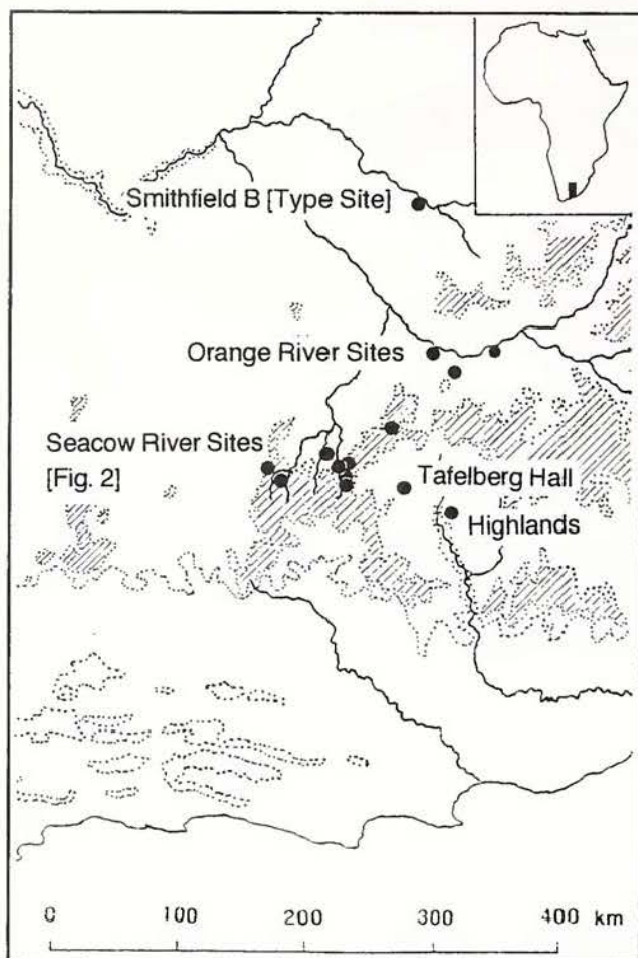 Smithfield B [Type Site]
Orange River Sites
Seacow River Sites
[Fig. 2]
Tafelberg Hall
Highlands
0 100 200 300 400 km